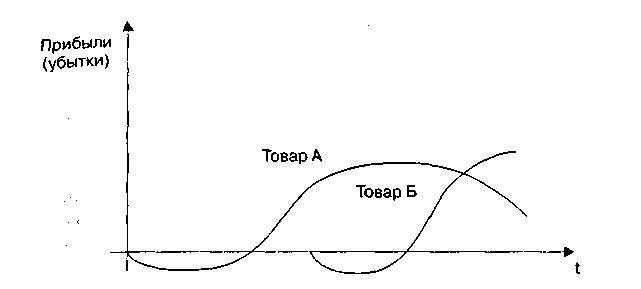 Прибыли
(убытки)
Товар А
Товар Б
t